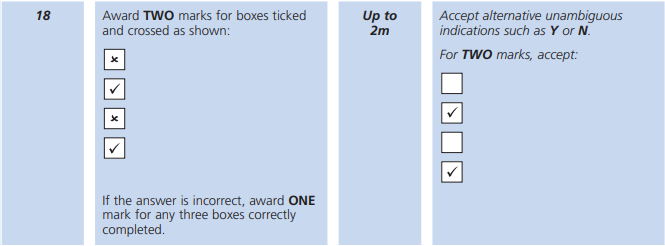 18
Award TWO marks for boxes ticked
and crossed as shown:
✗
✓
✗
✓
If the answer is incorrect, award ONE
mark for any three boxes correctly
completed.
Up to
2m
Accept alternative unambiguous
indications such as Y or N.
For TWO marks, accept:
✓
✓